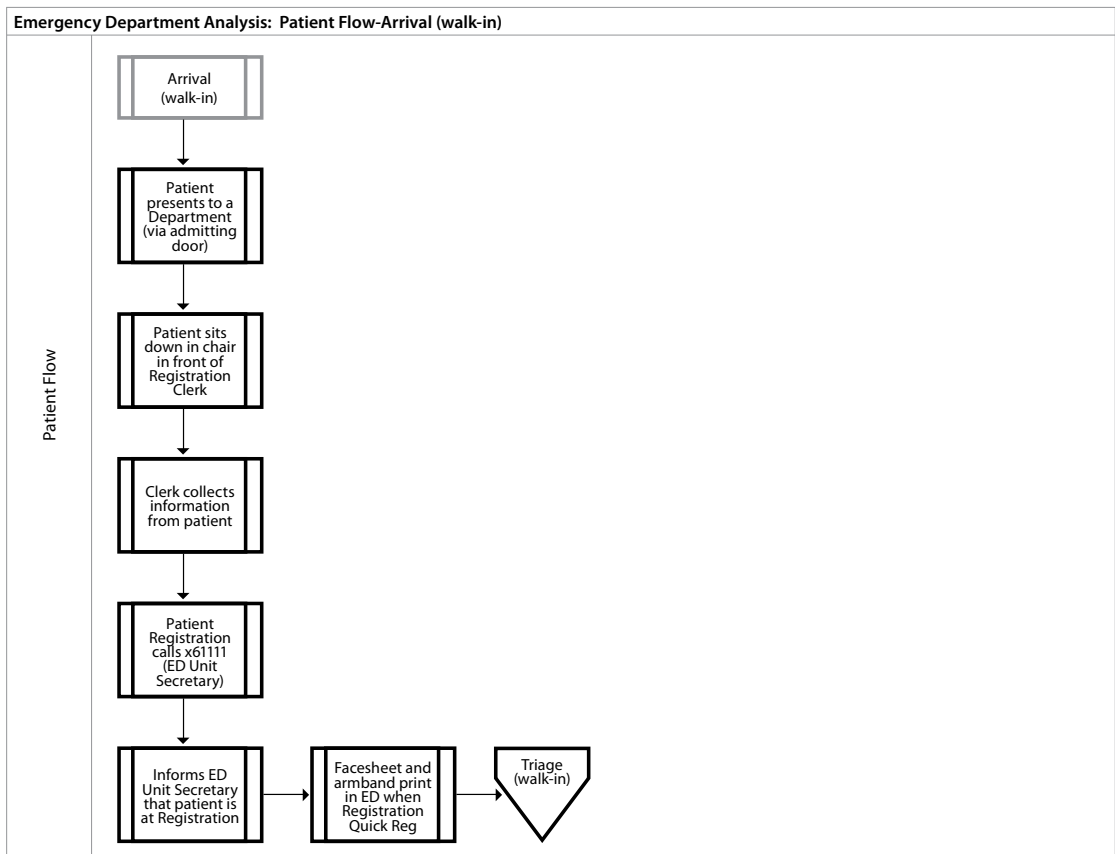 Emergency Department Analysis:  Patient Flow-Arrival (walk-in)
Patient Flow
Arrival
(walk-in)
Patient
presents to a
Department
(via admitting
door)
Patient sits
down in chair
in front of
Registration
Clerk
Clerk collects
information
from patient
Patient
Registration
calls x61111
(ED Unit
Secretary)
Informs ED
Unit Secretary
that patient is
at Registration
Facesheet and
armband print
in ED when
Registration
Quick Reg
Triage
(walk-in)